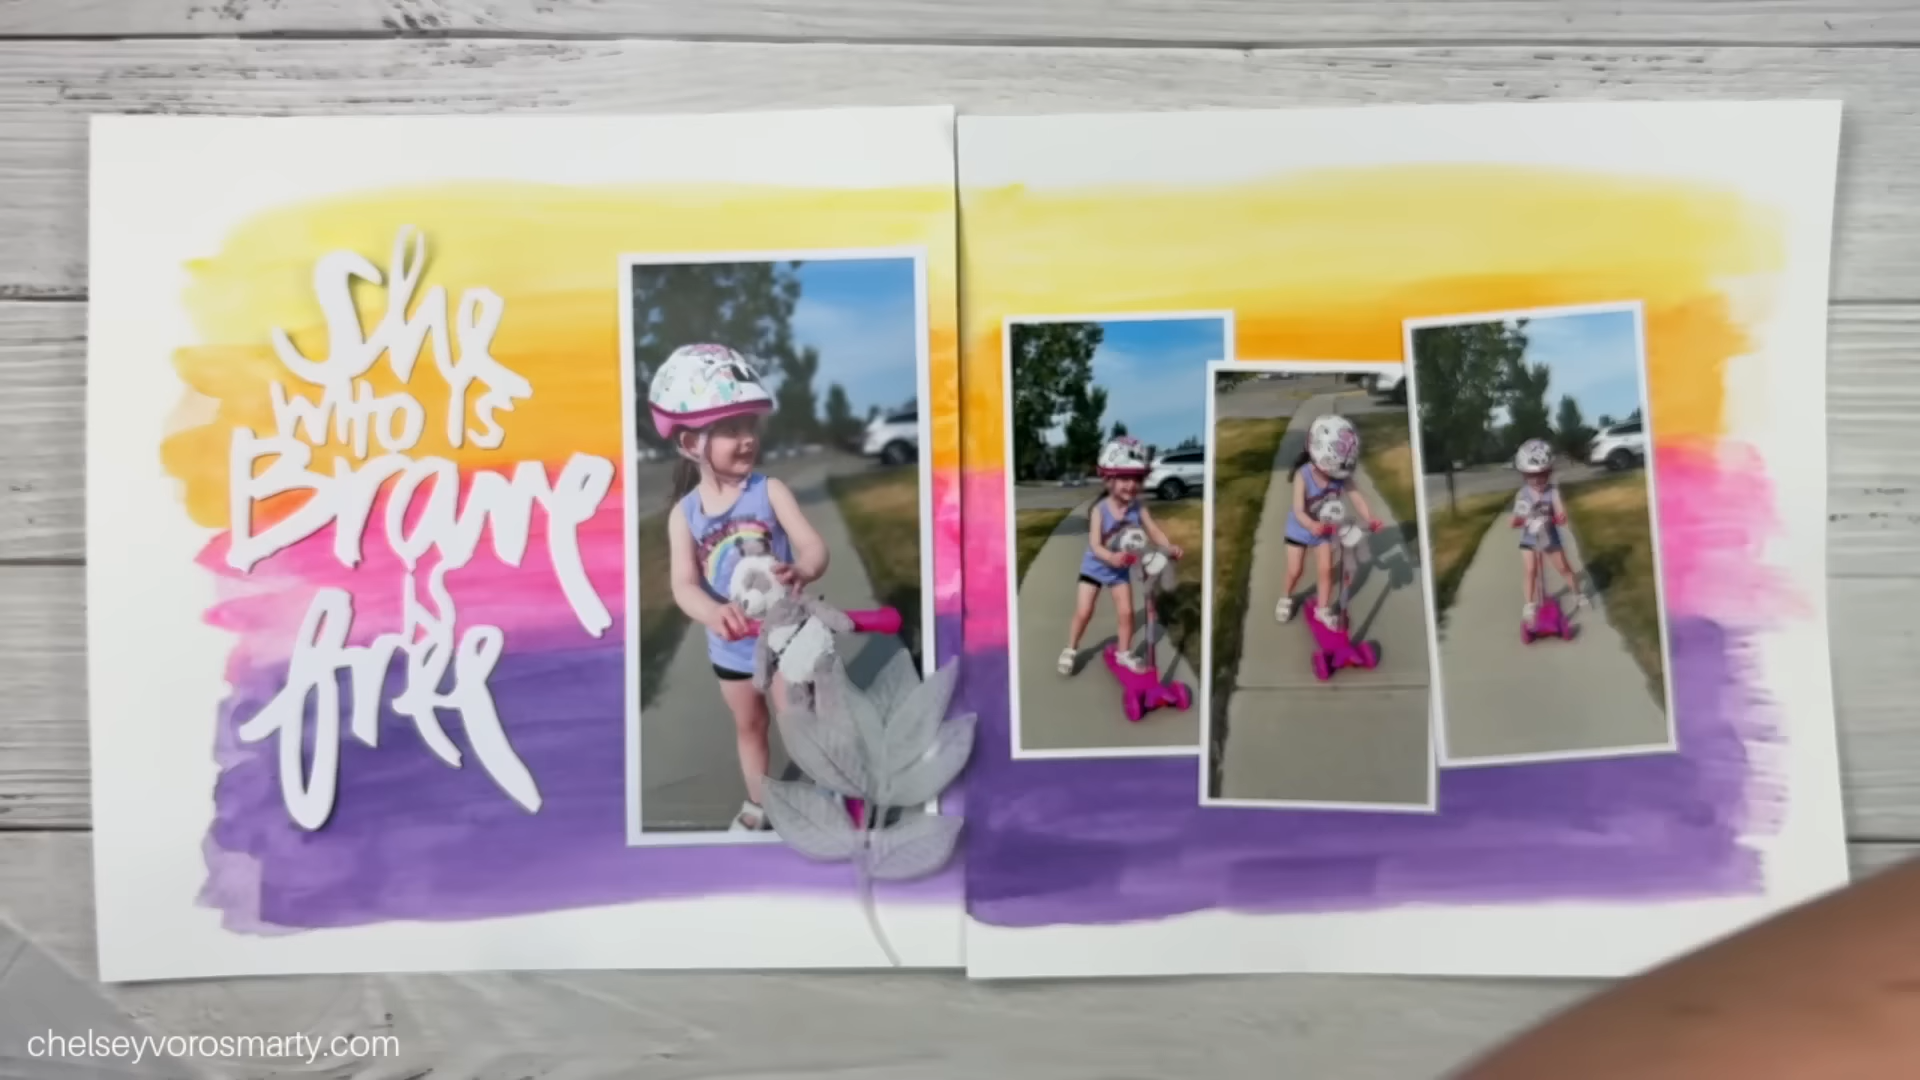 She
who is
Brave
is
free
chelseyvorosmarty.com